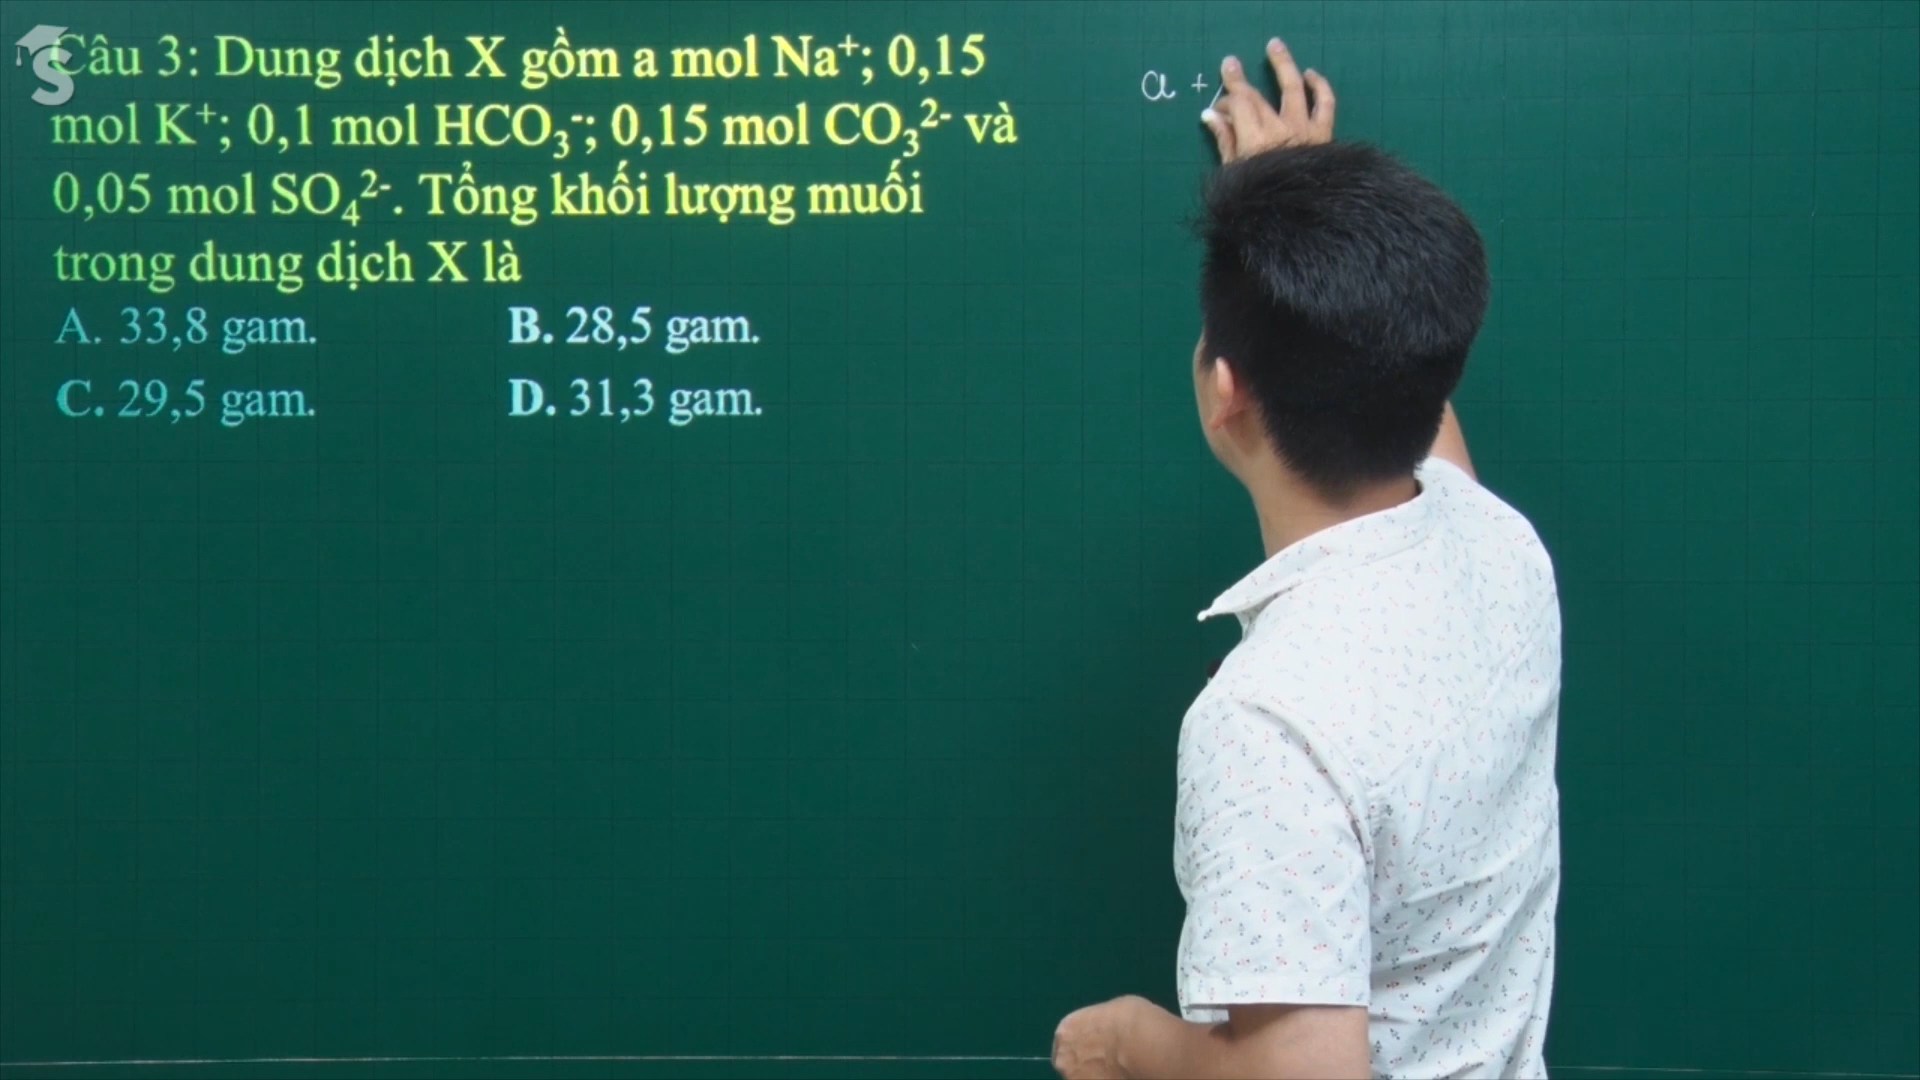 Câu 3: Dung dịch X gồm a mol Na⁺; 0,15
mol K⁺; 0,1 mol HCO₃⁻; 0,15 mol CO₃²⁻ và
0,05 mol SO₄²⁻. Tổng khối lượng muối
trong dung dịch X là
A. 33,8 gam.
B. 28,5 gam.
C. 29,5 gam.
D. 31,3 gam.
a +
S